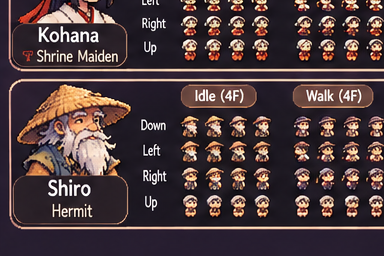 Left
Kohana
Right
Shrine Maiden
Up
Idle (4F)
Walk (4F)
Down
Left
Right
Shiro
Up
Hermit